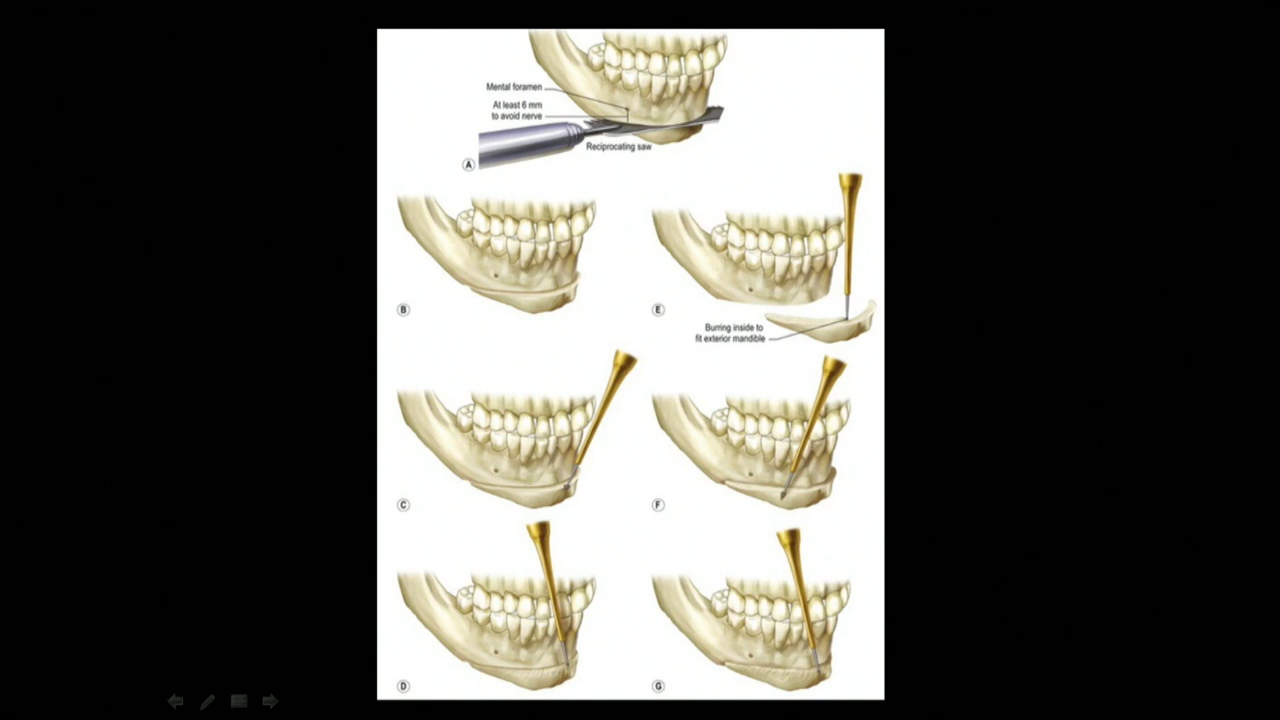 Mental foramen
At least 6 mm
to avoid nerve
Reciprocating saw
A
B
E
Burring inside to
fit exterior mandible
C
F
D
G